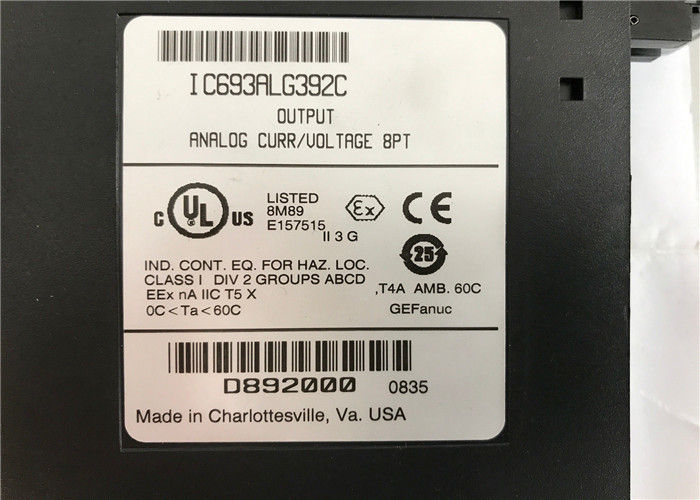 IC693ALG392C
OUTPUT
ANALOG CURR/VOLTAGE 8PT
C UL US
LISTED
8M89
E157515
II 3 G
Ex
CE
25
IND. CONT. EQ. FOR HAZ. LOC.
CLASS I DIV 2 GROUPS ABCD
EEx nA IIC T5 X
0C<Ta<60C
,T4A AMB. 60C
GEFanuc
D892000 0835
Made in Charlottesville, Va. USA